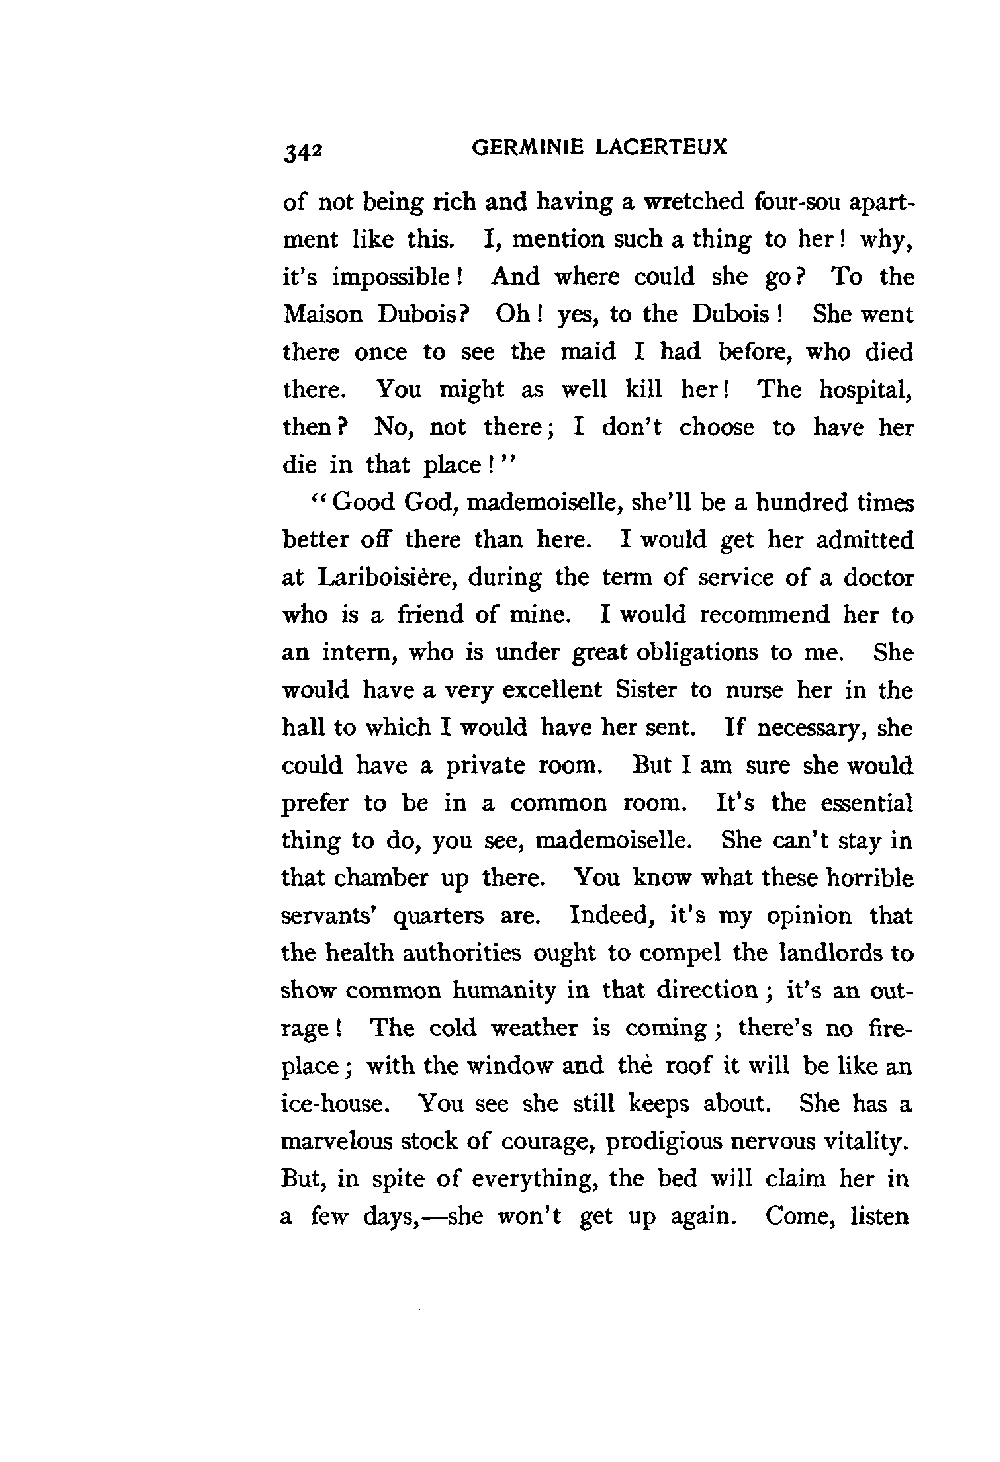 342 GERMINIE LACERTEUX
of not being rich and having a wretched four-sou apart-
ment like this. I, mention such a thing to her! why,
it's impossible! And where could she go? To the
Maison Dubois? Oh! yes, to the Dubois! She went
there once to see the maid I had before, who died
there. You might as well kill her! The hospital,
then? No, not there; I don't choose to have her
die in that place!"
"Good God, mademoiselle, she'll be a hundred times
better off there than here. I would get her admitted
at Lariboisière, during the term of service of a doctor
who is a friend of mine. I would recommend her to
an intern, who is under great obligations to me. She
would have a very excellent Sister to nurse her in the
hall to which I would have her sent. If necessary, she
could have a private room. But I am sure she would
prefer to be in a common room. It's the essential
thing to do, you see, mademoiselle. She can't stay in
that chamber up there. You know what these horrible
servants' quarters are. Indeed, it's my opinion that
the health authorities ought to compel the landlords to
show common humanity in that direction; it's an out-
rage! The cold weather is coming; there's no fire-
place; with the window and the roof it will be like an
ice-house. You see she still keeps about. She has a
marvelous stock of courage, prodigious nervous vitality.
But, in spite of everything, the bed will claim her in
a few days,—she won't get up again. Come, listen